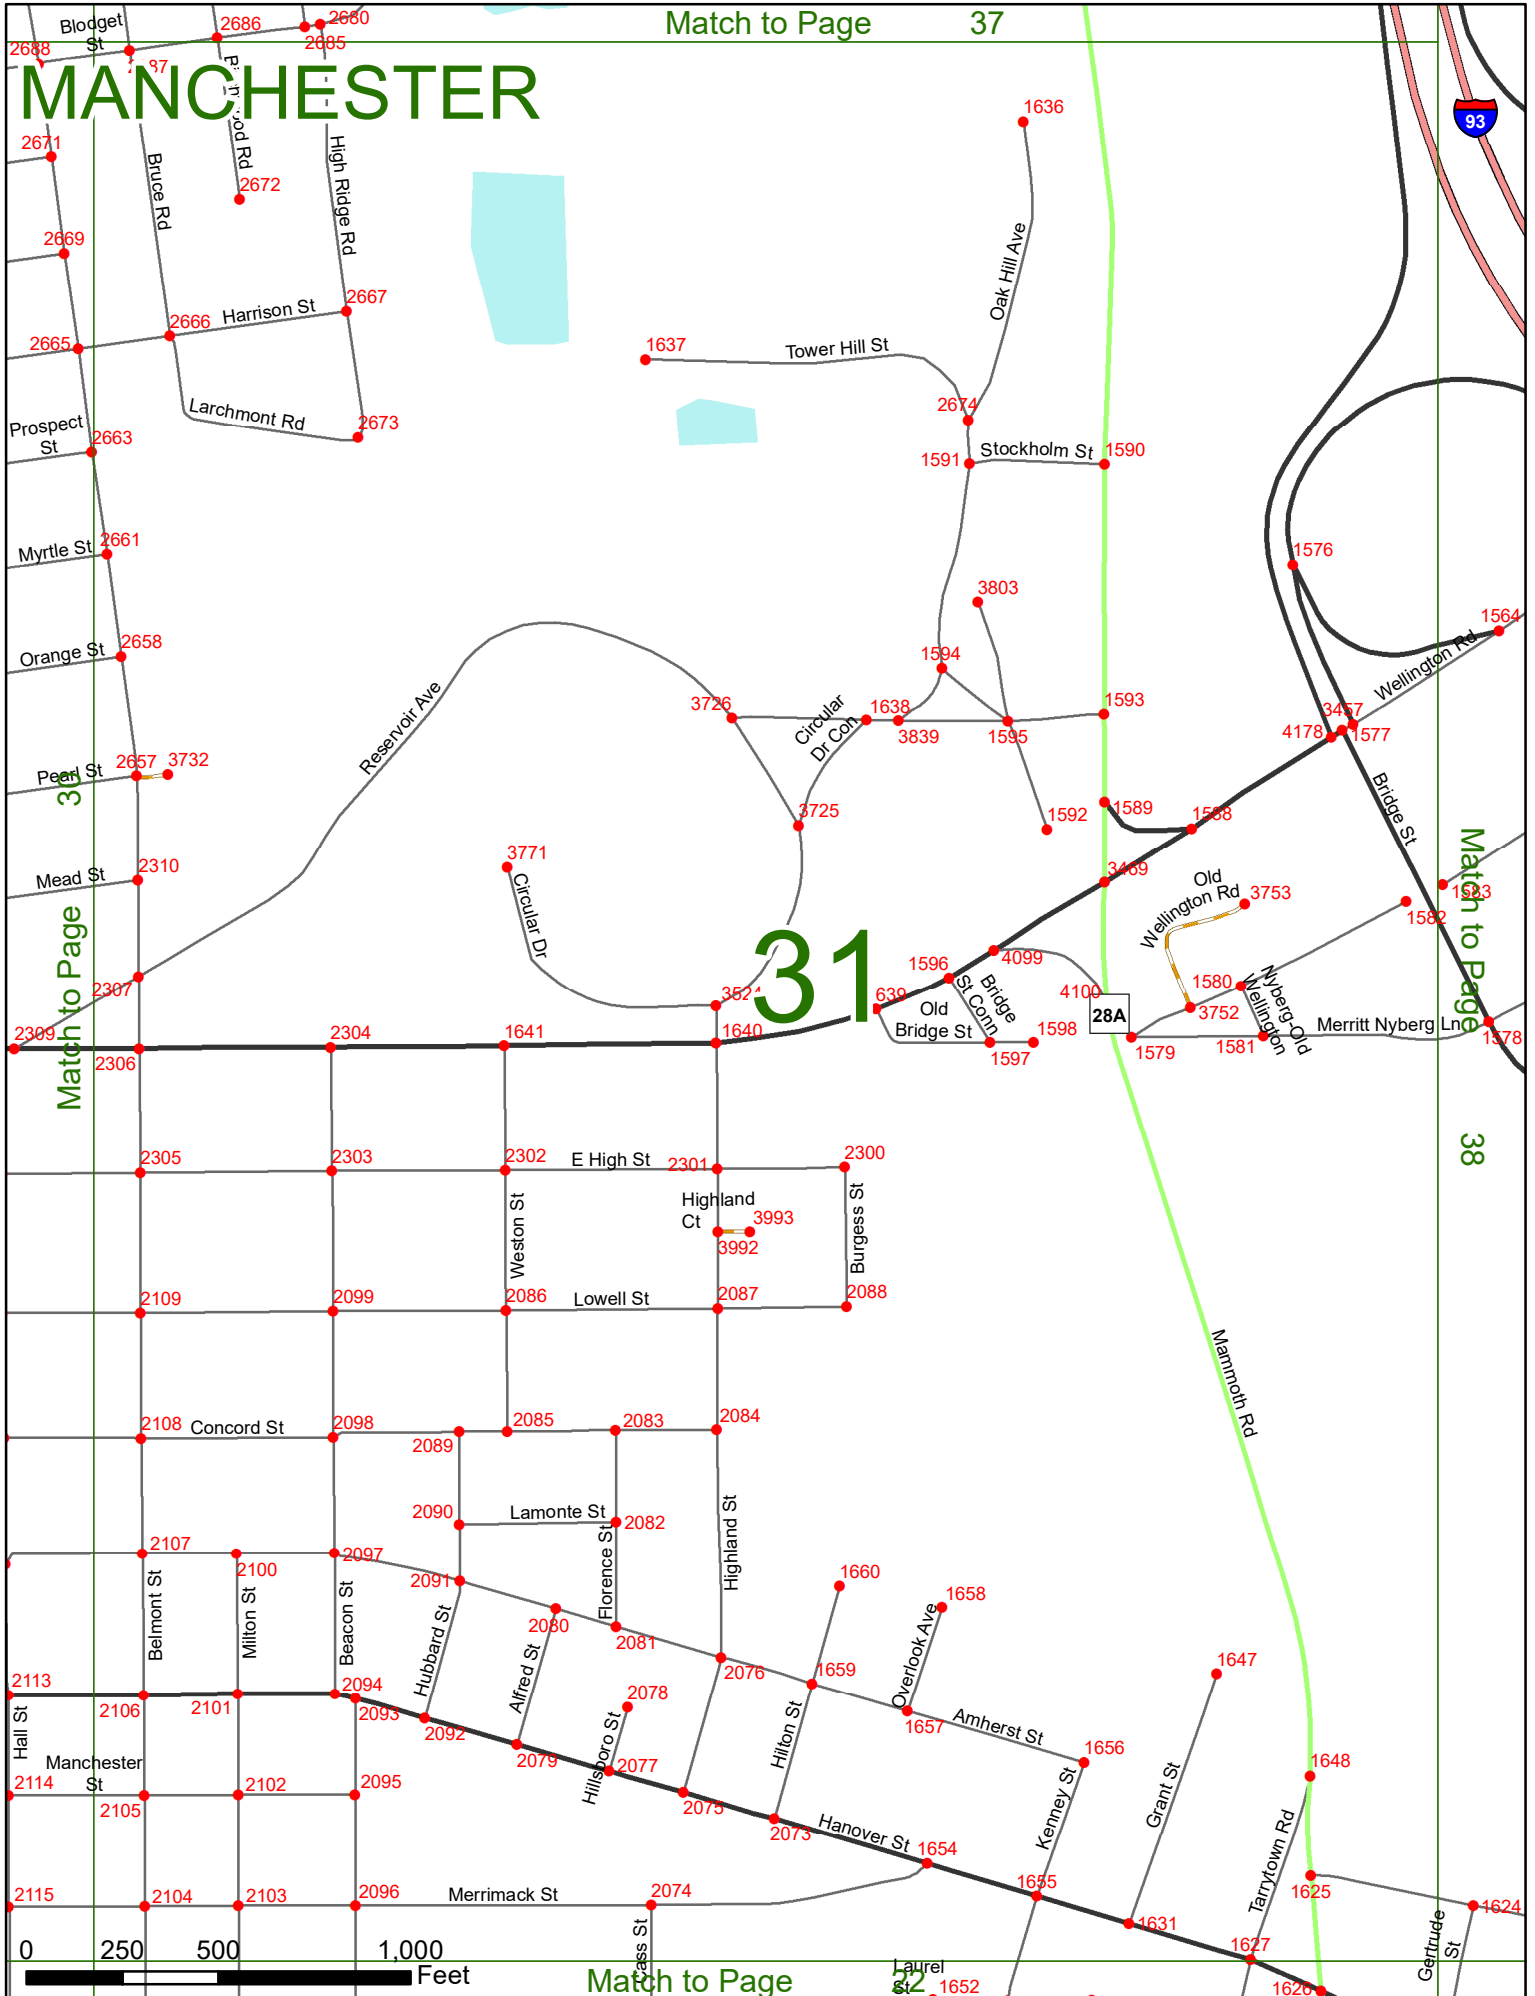 Match to Page 37
Blodget
St
2686
2680
2685
2688
MANCHESTER
93
1636
2671
2672
Bruce Rd
High Ridge Rd
2669
Oak Hill Ave
2667
Harrison St
2666
2665
1637
Tower Hill St
Larchmont Rd
2673
2674
Prospect
St
2663
1591
Stockholm St
1590
Myrtle St
2661
1576
3803
1564
Orange St
2658
1594
Wellington Rd
Reservoir Ave
3726
Circular
Dr Con
1638
3839
1595
1593
3457
4178
1577
2657
3732
Pearl St
30
3725
1592
1589
1588
Bridge St
2310
Mead St
3771
Circular Dr
3469
Old
Wellington Rd
3753
1583
1582
Match to Page
38
Match to Page
31
1596
4099
Bridge
St Conn
2307
3524
639
Old
Bridge St
1598
1597
4100
28A
1580
3752
Nyberg-Old
Wellington
Merritt Nyberg Ln
1579
1581
1578
2309
2304
1641
1640
2306
2305
2303
2302
E High St
2301
2300
Highland
Ct
3993
3992
Weston St
Burgess St
2109
2099
2086
Lowell St
2087
2088
Mammoth Rd
2108
Concord St
2098
2089
2085
2083
2084
2090
Lamonte St
2082
Highland St
Florence St
2107
2100
2097
2091
1660
1658
Belmont St
Milton St
Beacon St
Hubbard St
Alfred St
2080
2081
2076
1659
Overlook Ave
1647
2113
2106
2101
2094
2093
2092
2078
Hillsboro St
Hilton St
1657
Amherst St
1656
Hall St
2079
2077
Kenney St
Grant St
1648
Manchester
St
2114
2105
2102
2095
2075
2073
Hanover St
1654
Tarrytown Rd
2115
2104
2103
2096
Merrimack St
2074
1655
1631
1625
1624
Gertrude
St
Cass St
1627
0 250 500 1,000
Feet
Match to Page 22
Laurel
St
1652
1626